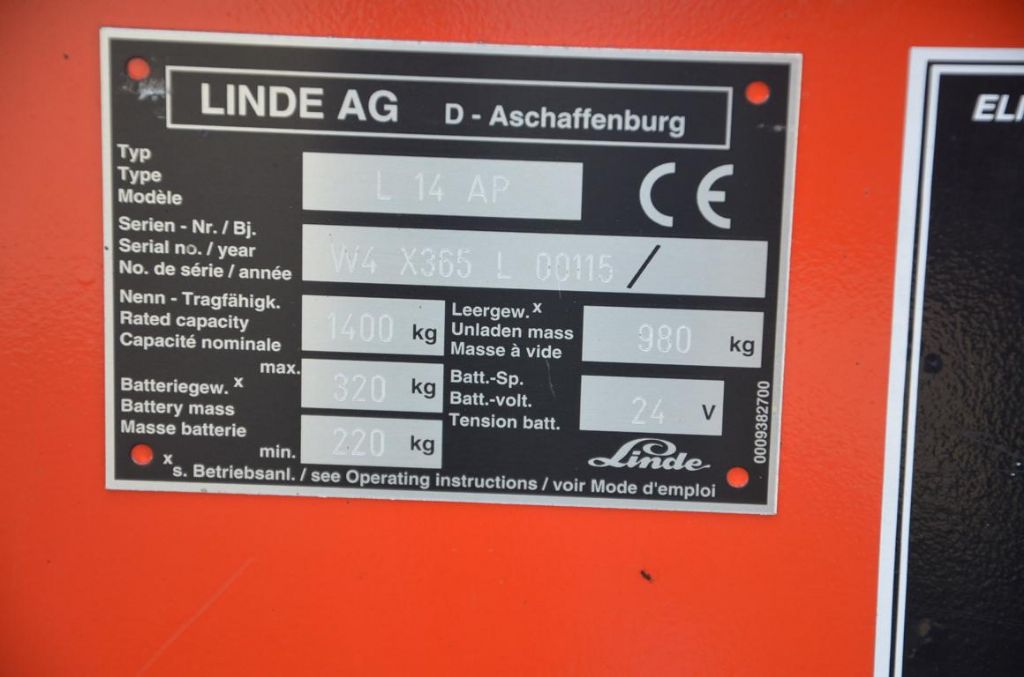 LINDE AG D - Aschaffenburg
Typ
Type
Modèle
L 14 AP
CE
Serien - Nr. / Bj.
Serial no. / year
No. de série / année
W4 X365 L 00115 /
Nenn - Tragfähigk.
Rated capacity
Capacité nominale
1400 kg
Leergew. x
Unladen mass
Masse à vide
980 kg
max.
Batteriegew. x
Battery mass
Masse batterie
min.
320 kg
220 kg
Batt.-Sp.
Batt.-volt.
Tension batt.
24 V
0009382700
Linde
x s. Betriebsanl. / see Operating instructions / voir Mode d'emploi